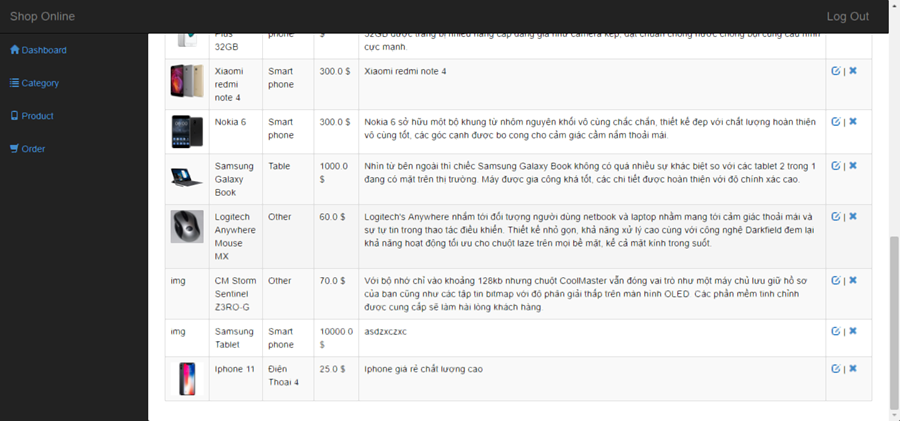 Shop Online
Log Out
Dashboard
Category
Product
Order
Plus
32GB
phone
$
32GB được trang bị nhiều nâng cấp đáng giá như camera kép, đạt chuẩn chống nước chống bụi cùng cấu hình
cực mạnh.
Xiaomi
redmi
note 4
Smart
phone
300.0 $
Xiaomi redmi note 4
|
Nokia 6
Smart
phone
300.0 $
Nokia 6 sở hữu một bộ khung từ nhôm nguyên khối vô cùng chắc chắn, thiết kế đẹp với chất lượng hoàn thiện
vô cùng tốt, các góc cạnh được bo cong cho cảm giác cầm nắm thoải mái.
|
Samsung
Galaxy
Book
Table
1000.0
$
Nhìn từ bên ngoài thì chiếc Samsung Galaxy Book không có quá nhiều sự khác biệt so với các tablet 2 trong 1
đang có mặt trên thị trường. Máy được gia công khá tốt, các chi tiết được hoàn thiện với độ chính xác cao.
|
Logitech
Anywhere
Mouse
MX
Other
60.0 $
Logitech's Anywhere nhắm tới đối tượng người dùng netbook và laptop nhằm mang tới cảm giác thoải mái và
sự tự tin trong thao tác điều khiển. Thiết kế nhỏ gọn, khả năng xử lý cao cùng với công nghệ Darkfield đem lại
khả năng hoạt động tối ưu cho chuột laze trên mọi bề mặt, kể cả mặt kính trong suốt.
|
img
CM Storm
Sentinel
Z3RO-G
Other
70.0 $
Với bộ nhớ chỉ vào khoảng 128kb nhưng chuột CoolMaster vẫn đóng vai trò như một máy chủ lưu giữ hồ sơ
của bạn cũng như các tập tin bitmap với độ phân giải thấp trên màn hình OLED. Các phần mềm tinh chỉnh
được cung cấp sẽ làm hài lòng khách hàng
|
img
Samsung
Tablet
Smart
phone
10000.0
$
asdzxczxc
|
Iphone 11
Điện
Thoại 4
25.0 $
Iphone giá rẻ chất lượng cao
|